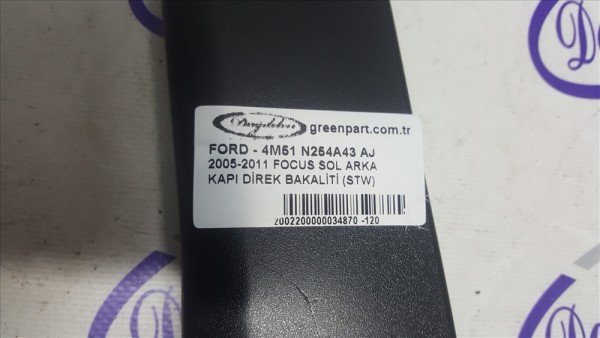 greenpart.com.tr
FORD - 4M51 N254A43 AJ
2005-2011 FOCUS SOL ARKA
KAPI DİREK BAKALİTİ (STW)
2002200000034870 -120